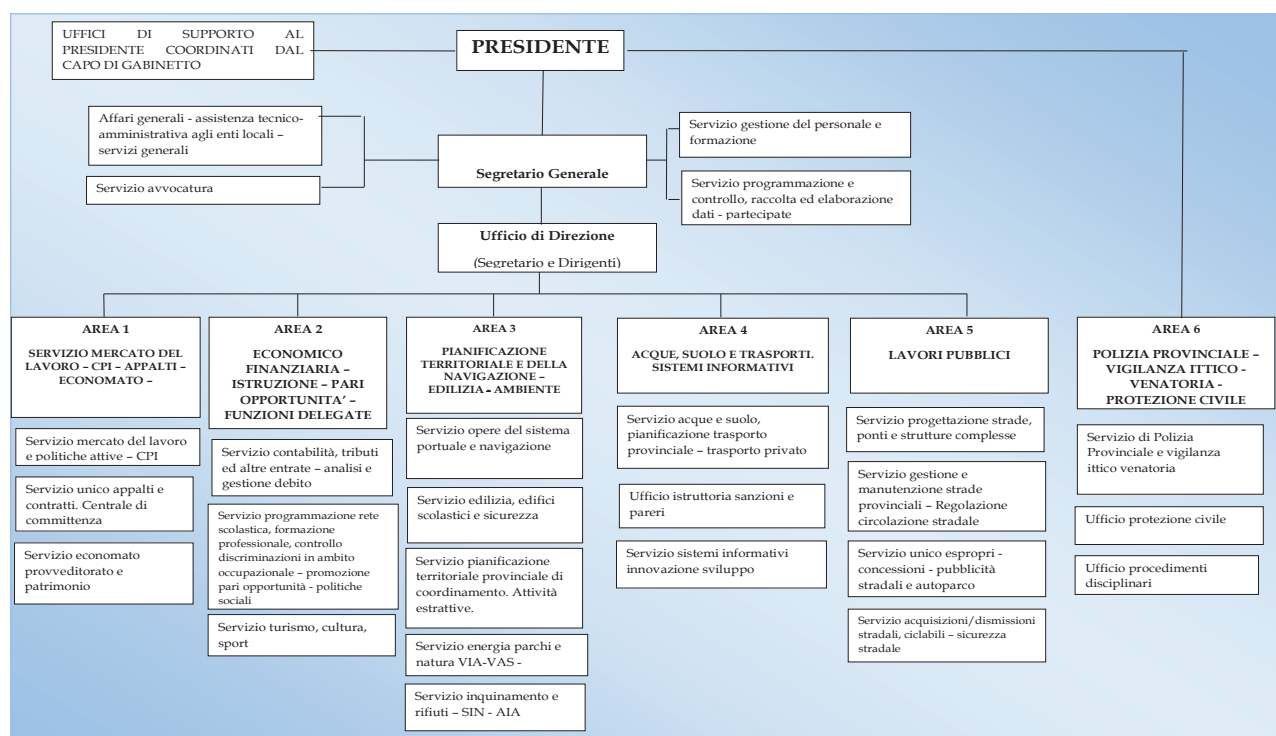 UFFICI DI SUPPORTO AL
PRESIDENTE COORDINATI DAL
CAPO DI GABINETTO
PRESIDENTE
Affari generali - assistenza tecnico-
amministrativa agli enti locali –
servizi generali
Servizio avvocatura
Segretario Generale
Servizio gestione del personale e
formazione
Servizio programmazione e
controllo, raccolta ed elaborazione
dati - partecipate
Ufficio di Direzione
(Segretario e Dirigenti)
AREA 1
SERVIZIO MERCATO DEL
LAVORO – CPI – APPALTI –
ECONOMATO –
Servizio mercato del lavoro
e politiche attive – CPI
Servizio unico appalti e
contratti. Centrale di
committenza
Servizio economato
provveditorato e
patrimonio
AREA 2
ECONOMICO
FINANZIARIA –
ISTRUZIONE – PARI
OPPORTUNITA’ –
FUNZIONI DELEGATE
Servizio contabilità, tributi
ed altre entrate – analisi e
gestione debito
Servizio programmazione rete
scolastica, formazione
professionale, controllo
discriminazioni in ambito
occupazionale – promozione
pari opportunità - politiche
sociali
Servizio turismo, cultura,
sport
AREA 3
PIANIFICAZIONE
TERRITORIALE E DELLA
NAVIGAZIONE –
EDILIZIA – AMBIENTE
Servizio opere del sistema
portuale e navigazione
Servizio edilizia, edifici
scolastici e sicurezza
Servizio pianificazione
territoriale provinciale di
coordinamento. Attività
estrattive.
Servizio energia parchi e
natura VIA-VAS -
Servizio inquinamento e
rifiuti – SIN - AIA
AREA 4
ACQUE, SUOLO E TRASPORTI.
SISTEMI INFORMATIVI
Servizio acque e suolo,
pianificazione trasporto
provinciale – trasporto privato
Ufficio istruttoria sanzioni e
pareri
Servizio sistemi informativi
innovazione sviluppo
AREA 5
LAVORI PUBBLICI
Servizio progettazione strade,
ponti e strutture complesse
Servizio gestione e
manutenzione strade
provinciali – Regolazione
circolazione stradale
Servizio unico espropri -
concessioni - pubblicità
stradali e autoparco
Servizio acquisizioni/dismissioni
stradali, ciclabili – sicurezza
stradale
AREA 6
POLIZIA PROVINCIALE –
VIGILANZA ITTICO -
VENATORIA -
PROTEZIONE CIVILE
Servizio di Polizia
Provinciale e vigilanza
ittico venatoria
Ufficio protezione civile
Ufficio procedimenti
disciplinari